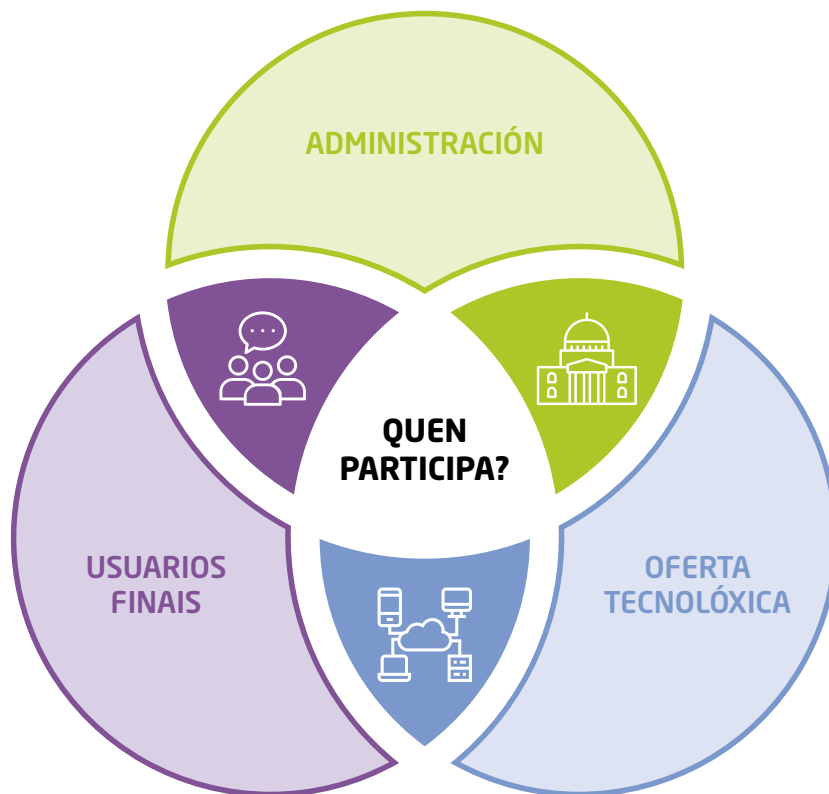 ADMINISTRACIÓN
QUEN
PARTICIPA?
USUARIOS
FINAIS
OFERTA
TECNOLÓXICA